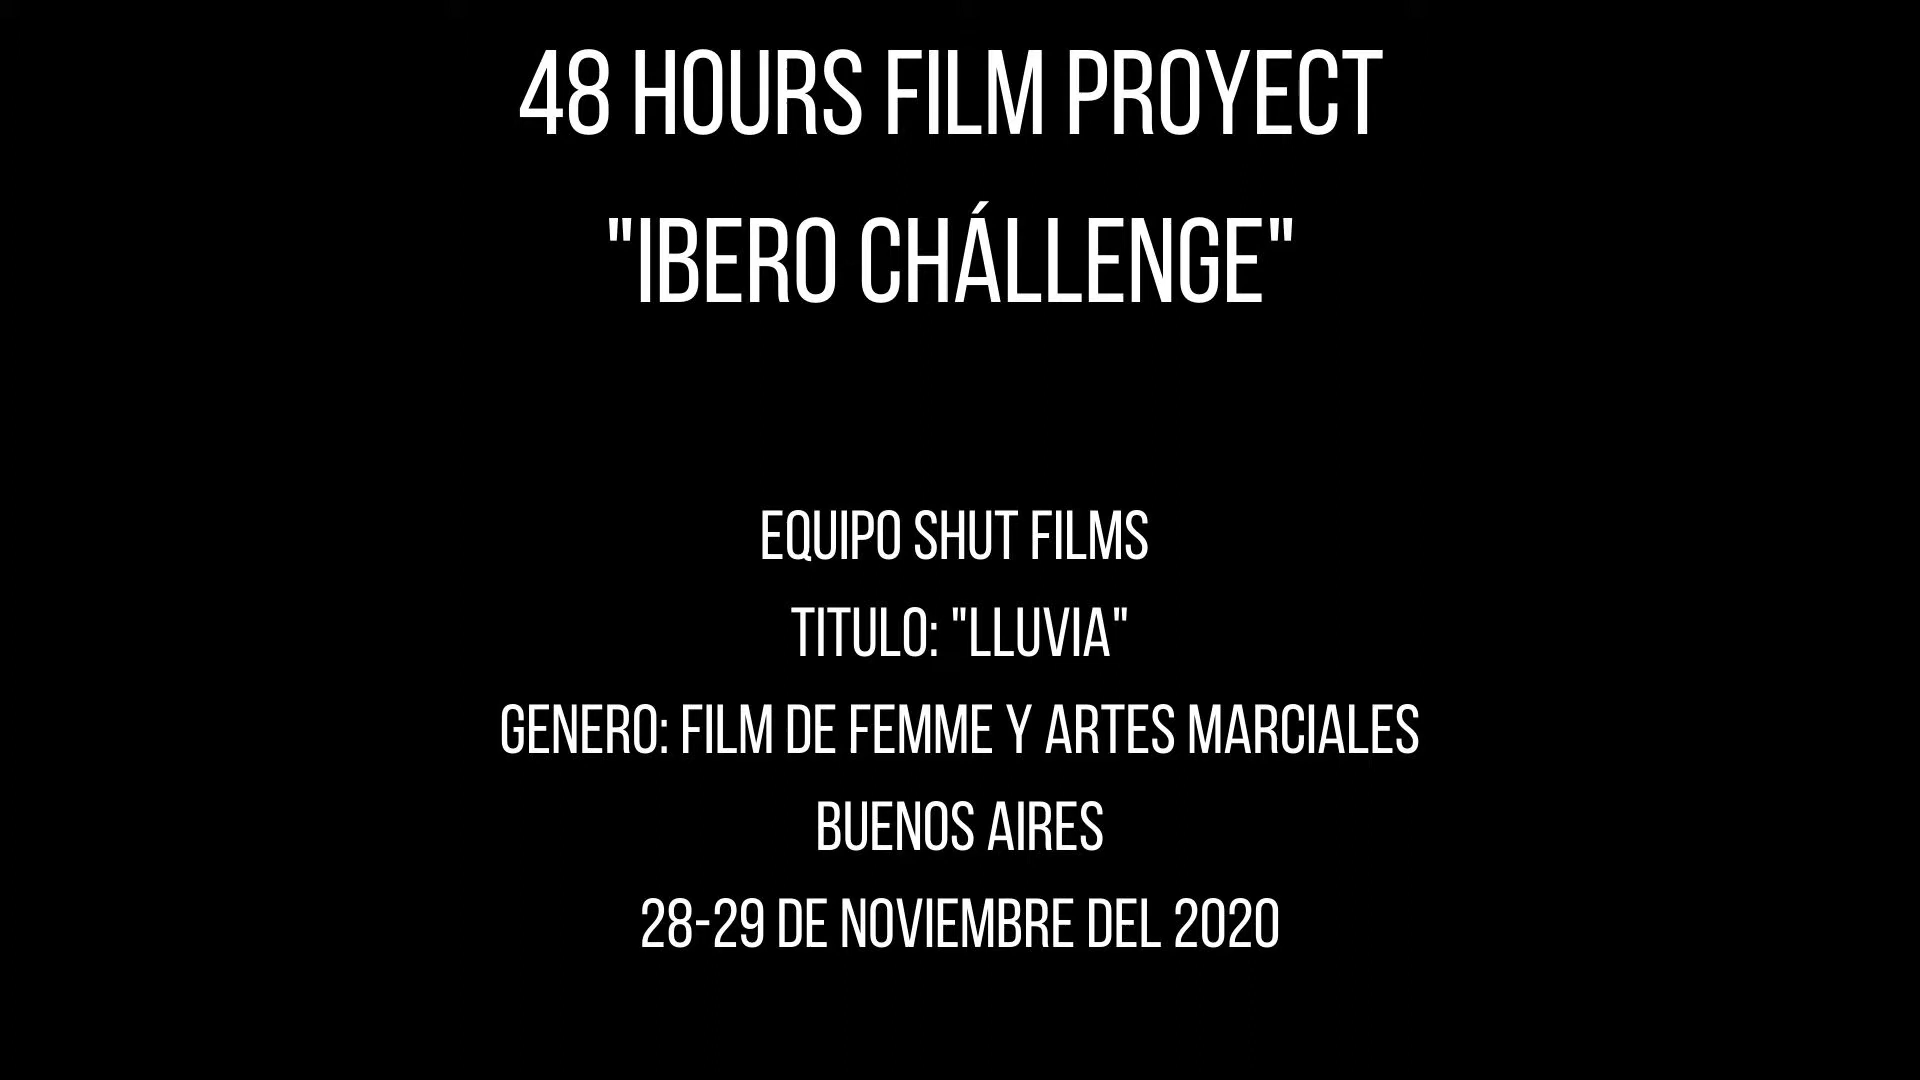 48 HOURS FILM PROYECT
"IBERO CHÁLLENGE"
EQUIPO SHUT FILMS
TITULO: "LLUVIA"
GENERO: FILM DE FEMME Y ARTES MARCIALES
BUENOS AIRES
28-29 DE NOVIEMBRE DEL 2020